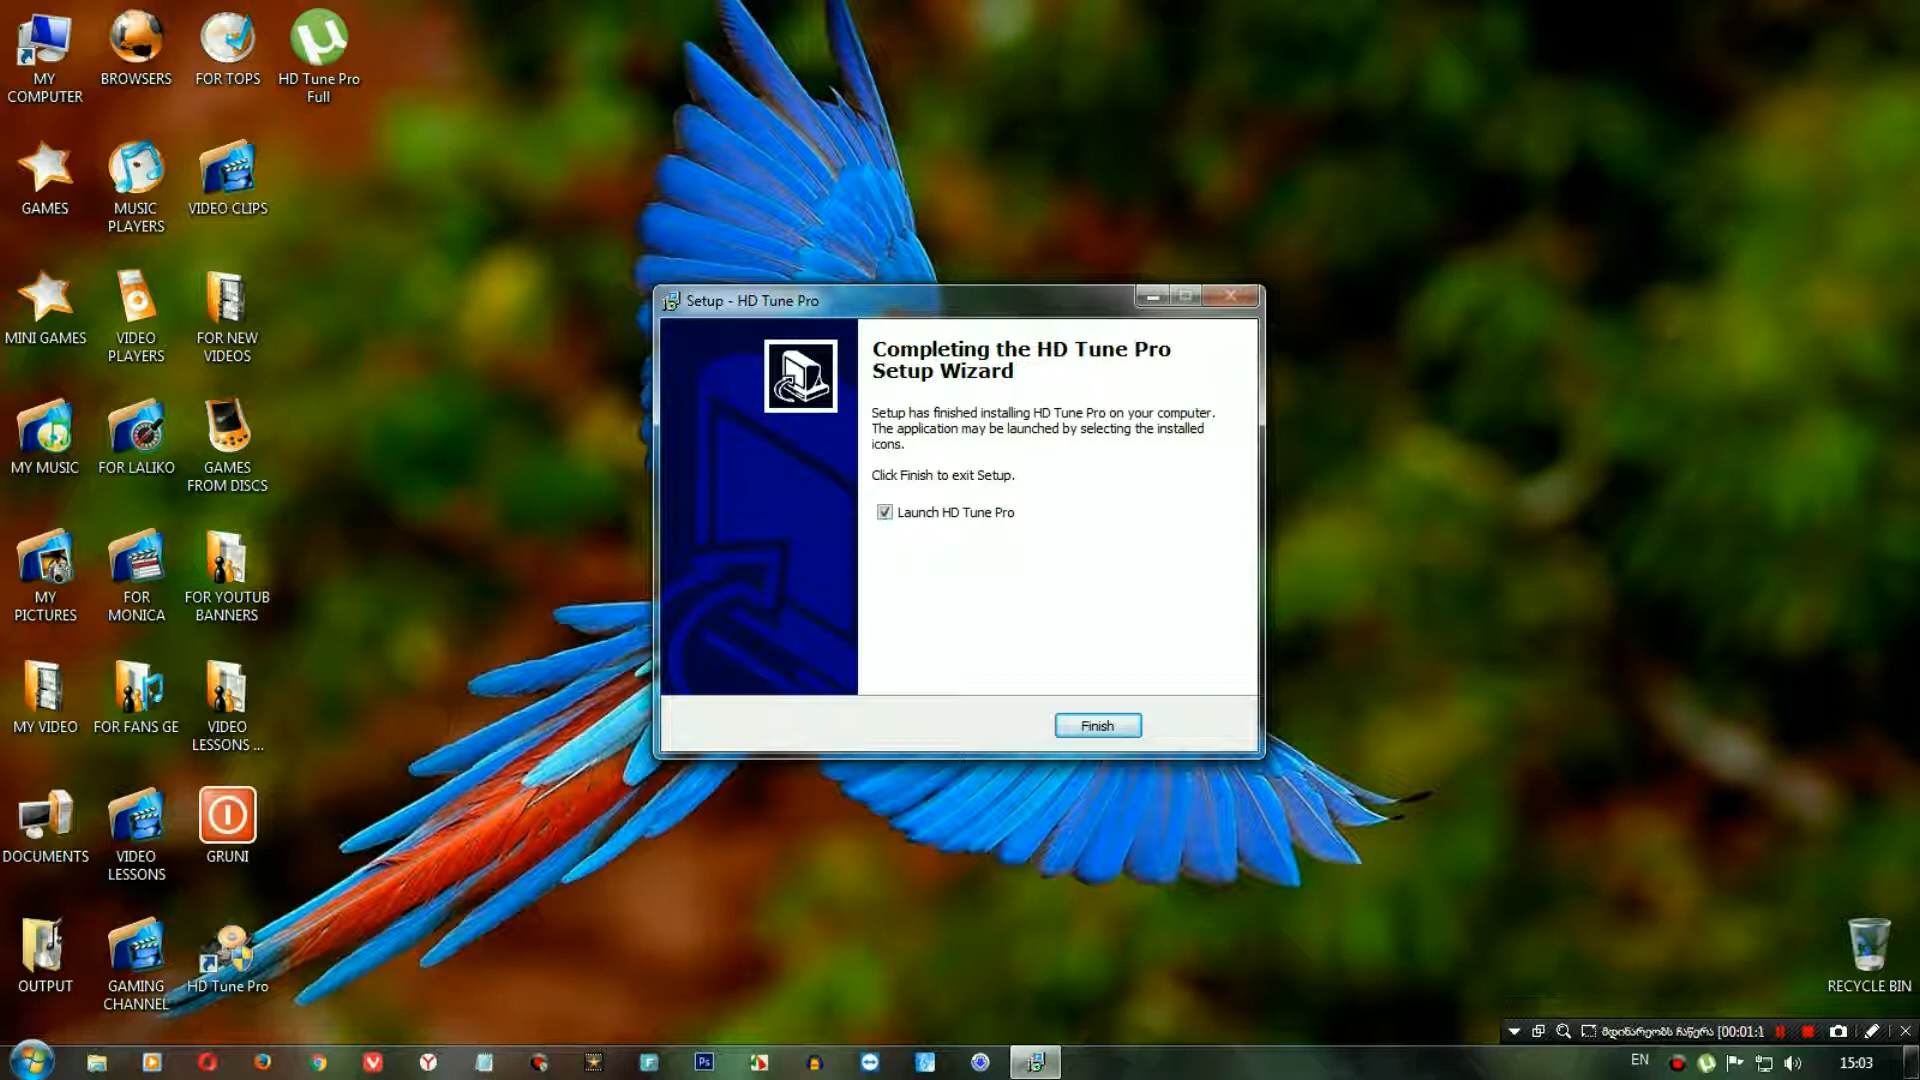 MY
COMPUTER
BROWSERS
FOR TOPS
HD Tune Pro
Full
GAMES
MUSIC
PLAYERS
VIDEO CLIPS
MINI GAMES
VIDEO
PLAYERS
FOR NEW
VIDEOS
MY MUSIC
FOR LALIKO
GAMES
FROM DISCS
MY
PICTURES
FOR
MONICA
FOR YOUTUB
BANNERS
MY VIDEO
FOR FANS GE
VIDEO
LESSONS ...
DOCUMENTS
VIDEO
LESSONS
GRUNI
OUTPUT
GAMING
CHANNEL
HD Tune Pro
Setup - HD Tune Pro
Completing the HD Tune Pro
Setup Wizard
Setup has finished installing HD Tune Pro on your computer.
The application may be launched by selecting the installed
icons.
Click Finish to exit Setup.
Launch HD Tune Pro
Finish
RECYCLE BIN
მდინარეობს ჩაწერა [00:01:1
Ps
EN
15:03